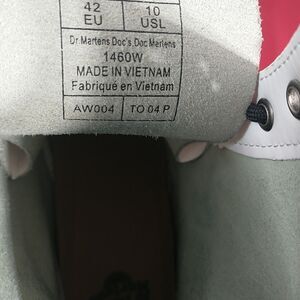 42 10
EU USL
Dr.Martens Doc's Doc Martens
1460W
MADE IN VIETNAM
Fabriqué en Vietnam
AW004 TO 04 P